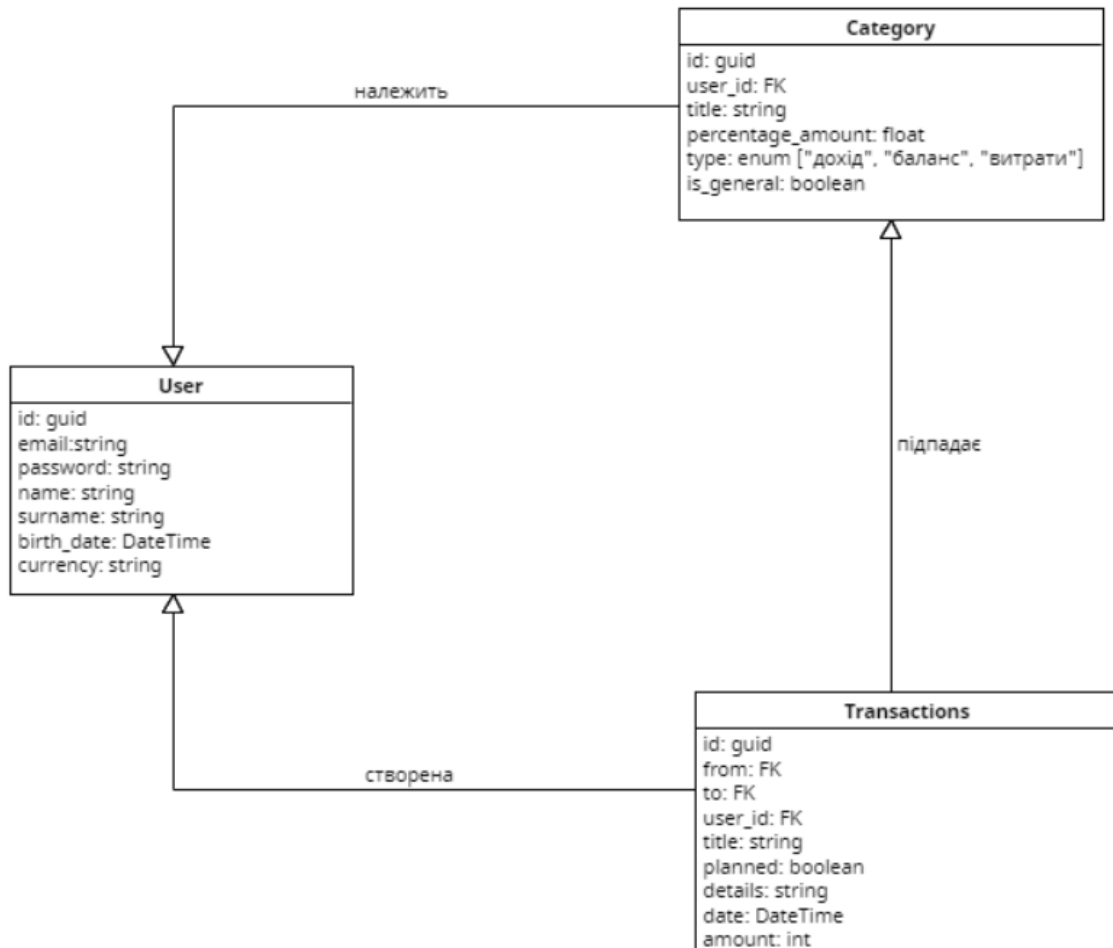 Category
id: guid
user_id: FK
title: string
percentage_amount: float
type: enum ["дохід", "баланс", "витрати"]
is_general: boolean
належить
User
id: guid
email:string
password: string
name: string
surname: string
birth_date: DateTime
currency: string
підпадає
створена
Transactions
id: guid
from: FK
to: FK
user_id: FK
title: string
planned: boolean
details: string
date: DateTime
amount: int